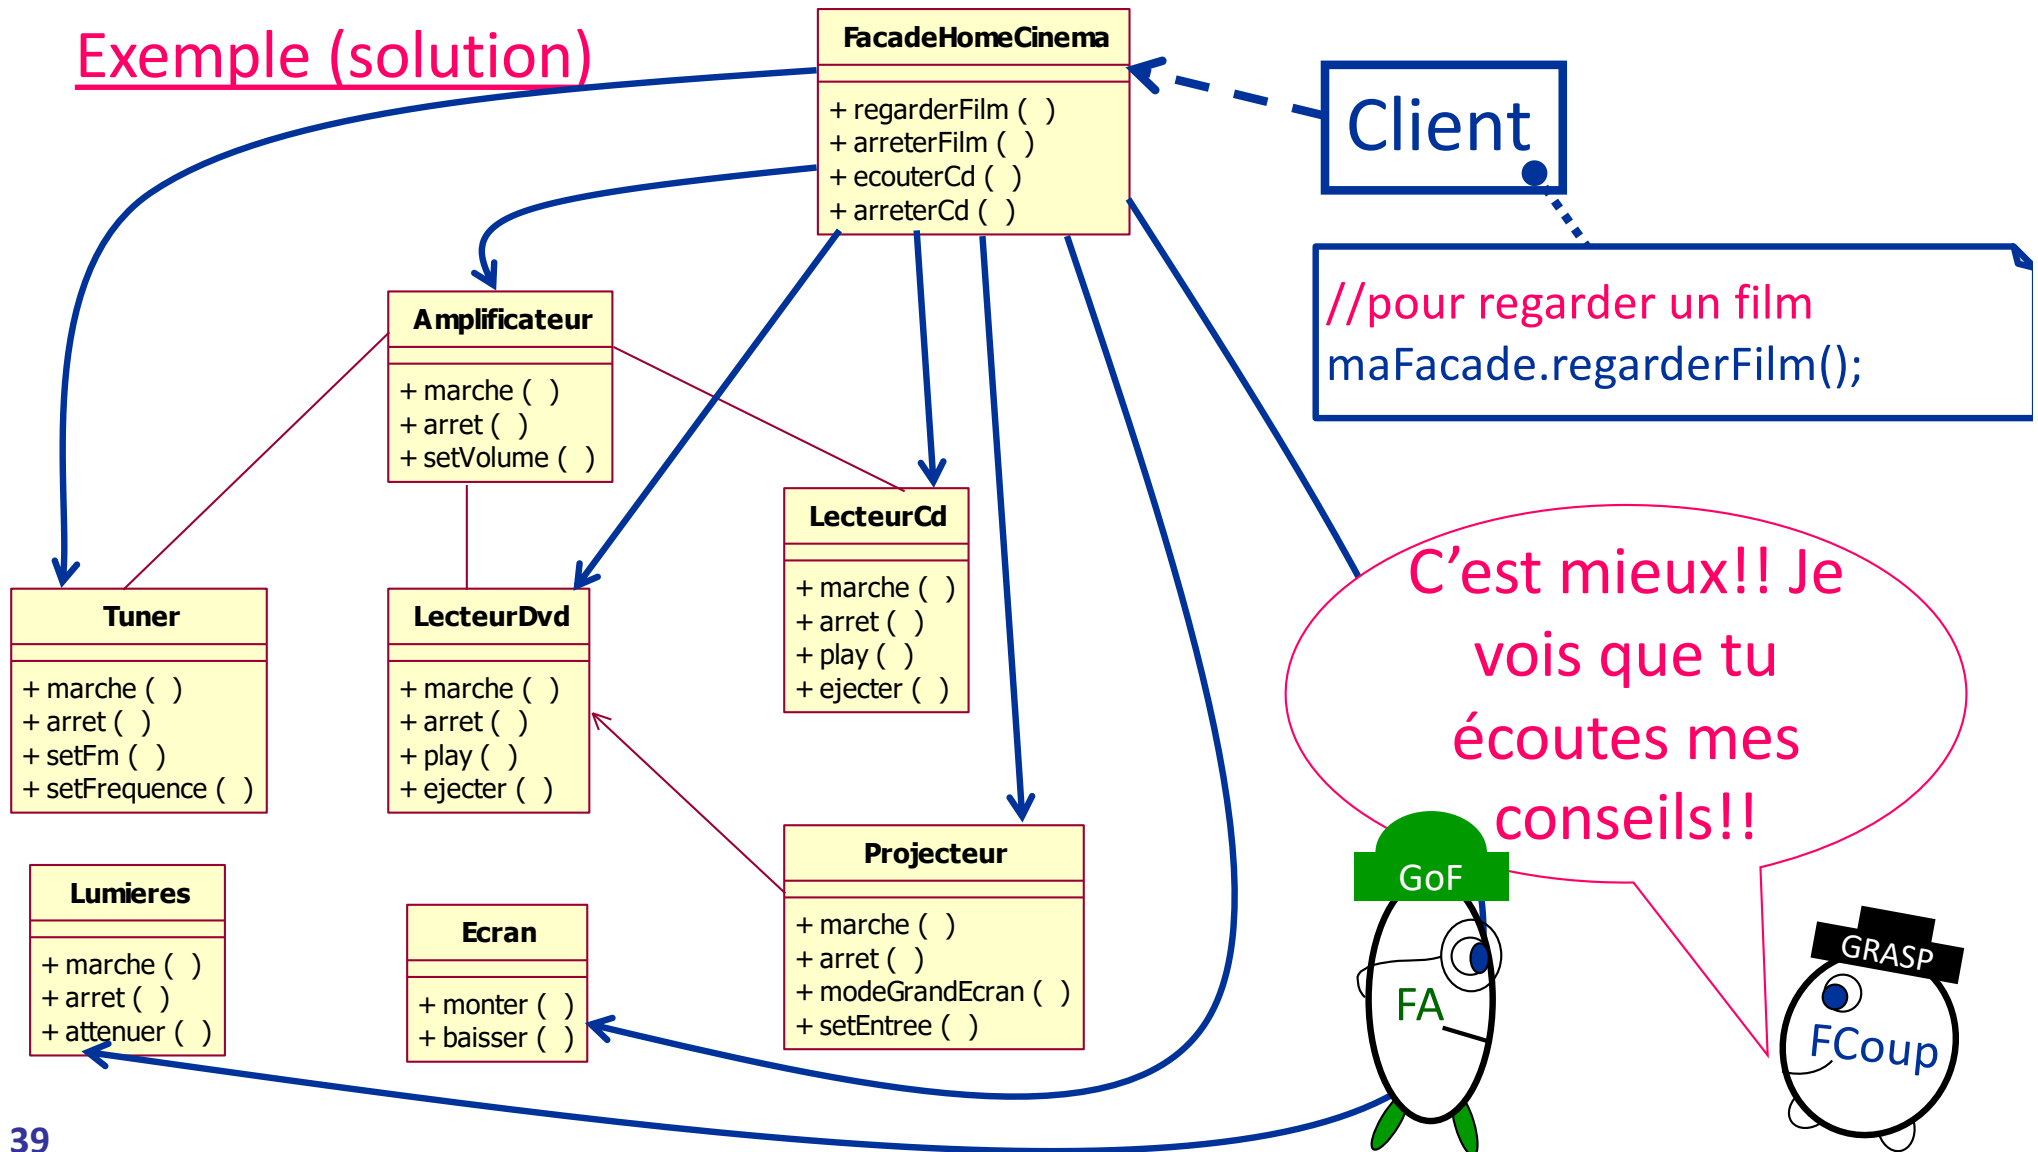 Exemple (solution)
FacadeHomeCinema
+ regarderFilm ( )
+ arreterFilm ( )
+ ecouterCd ( )
+ arreterCd ( )
Client
//pour regarder un film
maFacade.regarderFilm();
Amplificateur
+ marche ( )
+ arret ( )
+ setVolume ( )
LecteurCd
+ marche ( )
+ arret ( )
+ play ( )
+ ejecter ( )
Tuner
+ marche ( )
+ arret ( )
+ setFm ( )
+ setFrequence ( )
LecteurDvd
+ marche ( )
+ arret ( )
+ play ( )
+ ejecter ( )
C’est mieux!! Je
vois que tu
écoutes mes
conseils!!
Projecteur
+ marche ( )
+ arret ( )
+ modeGrandEcran ( )
+ setEntree ( )
Lumieres
+ marche ( )
+ arret ( )
+ attenuer ( )
Ecran
+ monter ( )
+ baisser ( )
GoF
FA
GRASP
FCoup
39